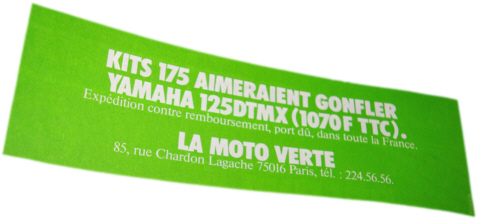 KITS 175 AIMERAIENT GONFLER
YAMAHA 125DTMX (1070F TTC).
Expédition contre remboursement, port dû, dans toute la France.
LA MOTO VERTE
85, rue Chardon Lagache 75016 Paris, tél. : 224.56.56.